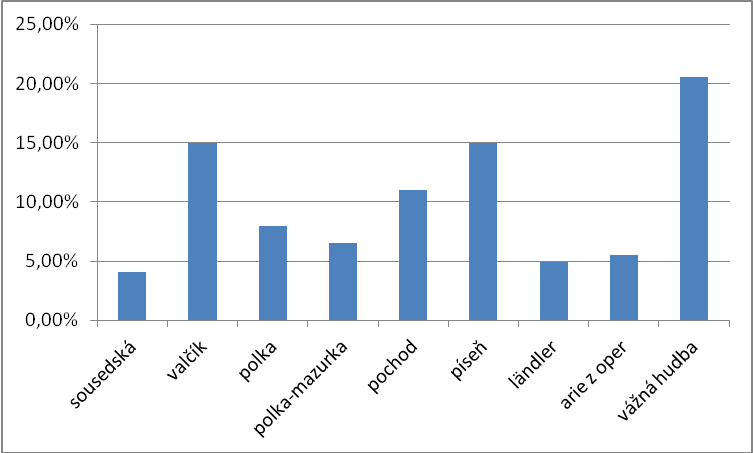 25,00%
20,00%
15,00%
10,00%
5,00%
0,00%
sousedská
valčík
polka
polka-mazurka
pochod
píseň
ländler
arie z oper
vážná hudba